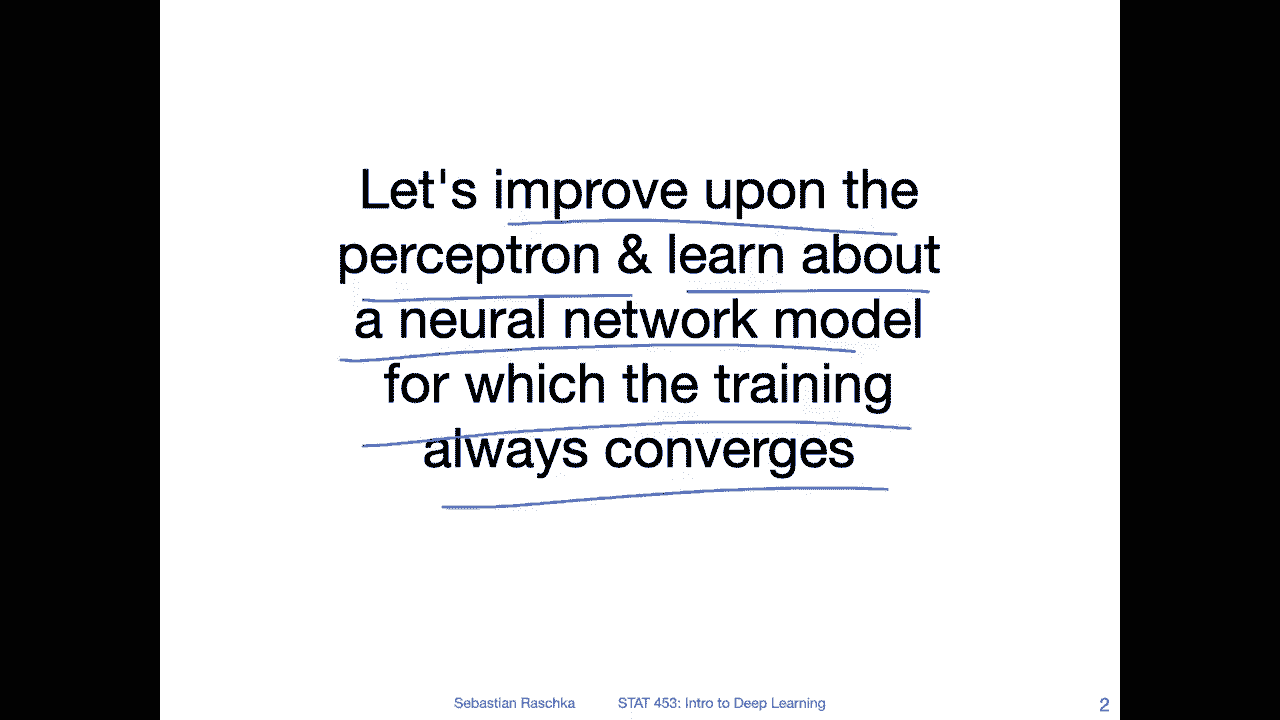 Let's improve upon the
perceptron & learn about
a neural network model
for which the training
always converges
Sebastian Raschka STAT 453: Intro to Deep Learning 2